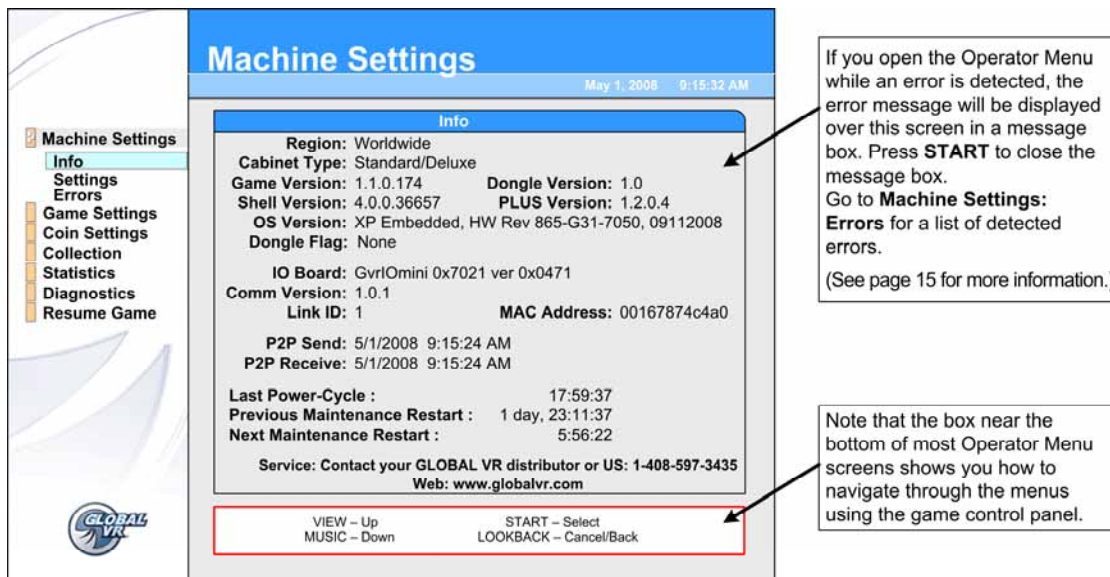 Machine Settings
May 1, 2008 9:15:32 AM
Machine Settings
Info
Settings
Errors
Game Settings
Coin Settings
Collection
Statistics
Diagnostics
Resume Game
GLOBAL
VR
Info
Region: Worldwide
Cabinet Type: Standard/Deluxe
Game Version: 1.1.0.174 Dongle Version: 1.0
Shell Version: 4.0.0.36657 PLUS Version: 1.2.0.4
OS Version: XP Embedded, HW Rev 865-G31-7050, 09112008
Dongle Flag: None
IO Board: GvrIOmini 0x7021 ver 0x0471
Comm Version: 1.0.1
Link ID: 1 MAC Address: 00167874c4a0
P2P Send: 5/1/2008 9:15:24 AM
P2P Receive: 5/1/2008 9:15:24 AM
Last Power-Cycle : 17:59:37
Previous Maintenance Restart : 1 day, 23:11:37
Next Maintenance Restart : 5:56:22
Service: Contact your GLOBAL VR distributor or US: 1-408-597-3435
Web: www.globalvr.com
VIEW – Up START – Select
MUSIC – Down LOOKBACK – Cancel/Back
If you open the Operator Menu
while an error is detected, the
error message will be displayed
over this screen in a message
box. Press START to close the
message box.
Go to Machine Settings:
Errors for a list of detected
errors.
(See page 15 for more information.)
Note that the box near the
bottom of most Operator Menu
screens shows you how to
navigate through the menus
using the game control panel.